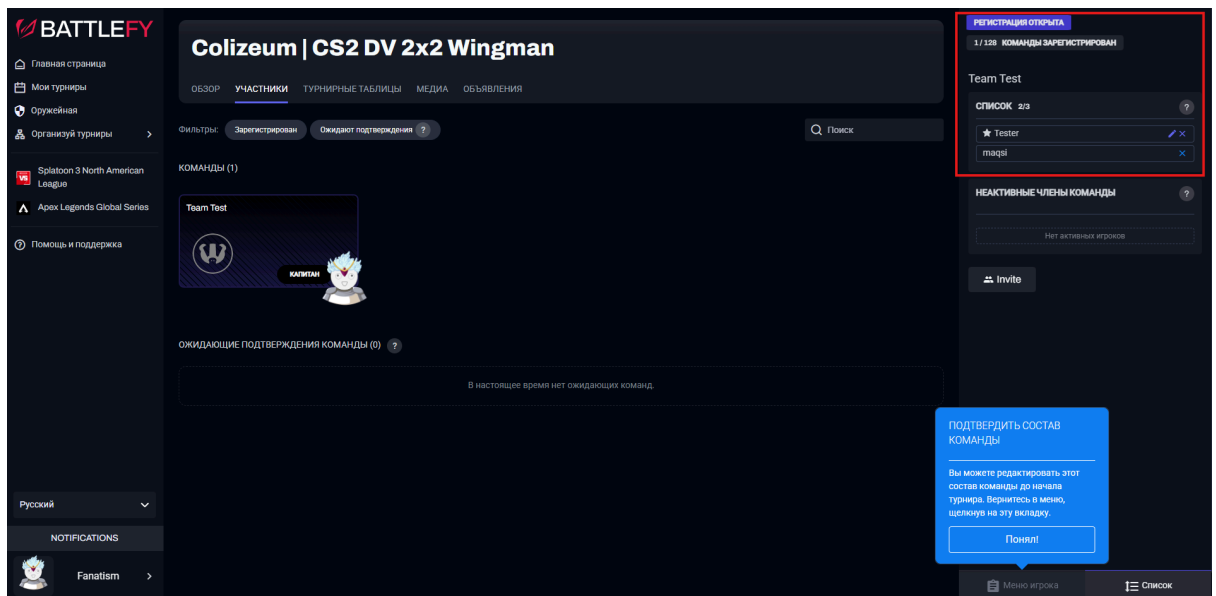 BATTLEFY
Главная страница
Мои турниры
Оружейная
Организуй турниры
Splatoon 3 North American
League
Apex Legends Global Series
Помощь и поддержка
Русский
NOTIFICATIONS
Fanatism
Colizeum | CS2 DV 2x2 Wingman
ОБЗОР УЧАСТНИКИ ТУРНИРНЫЕ ТАБЛИЦЫ МЕДИА ОБЪЯВЛЕНИЯ
Фильтры: Зарегистрирован Ожидают подтверждения ? Поиск
КОМАНДЫ (1)
Team Test
КАПИТАН
ОЖИДАЮЩИЕ ПОДТВЕРЖДЕНИЯ КОМАНДЫ (0) ?
В настоящее время нет ожидающих команд.
РЕГИСТРАЦИЯ ОТКРЫТА
1 / 128 КОМАНДЫ ЗАРЕГИСТРИРОВАН
Team Test
СПИСОК 2/3 ?
Tester
maqsi
НЕАКТИВНЫЕ ЧЛЕНЫ КОМАНДЫ ?
Нет активных игроков
Invite
ПОДТВЕРДИТЬ СОСТАВ
КОМАНДЫ
Вы можете редактировать этот
состав команды до начала
турнира. Вернитесь в меню,
щелкнув на эту вкладку.
Понял!
Меню игрока Список